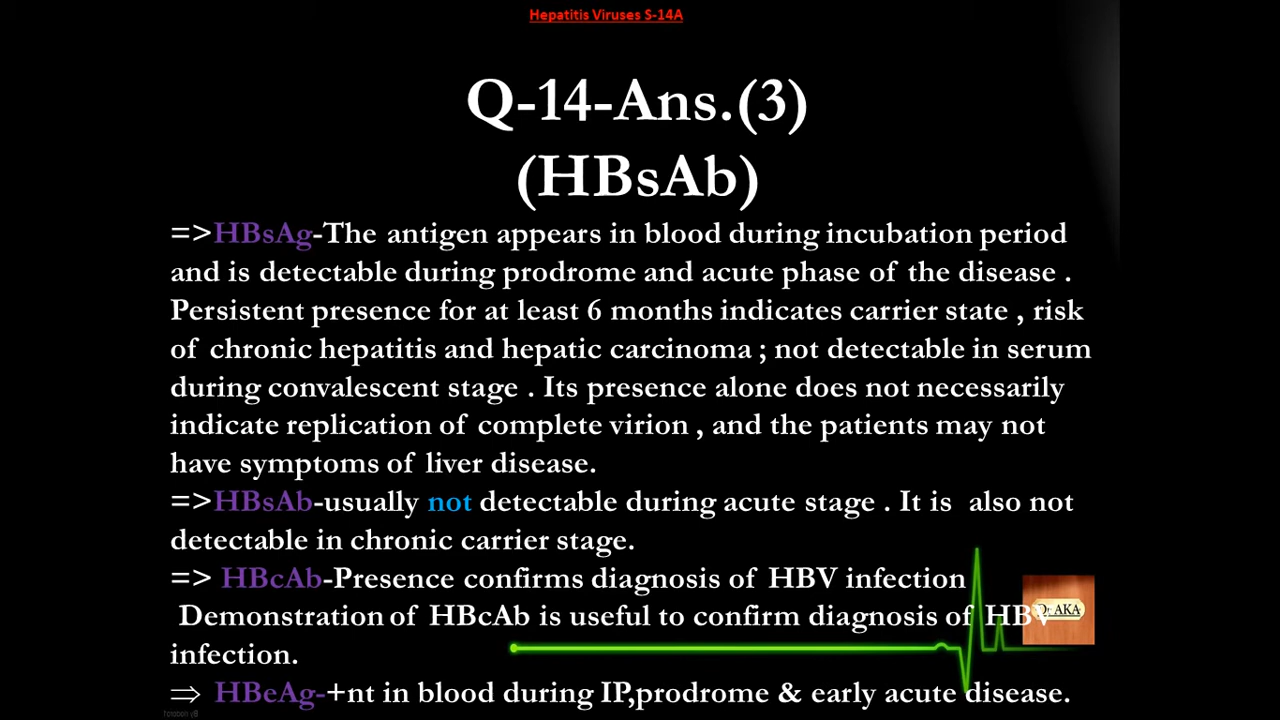 Hepatitis Viruses S-14A
Q-14-Ans.(3)
(HBsAb)
=>HBsAg-The antigen appears in blood during incubation period
and is detectable during prodrome and acute phase of the disease .
Persistent presence for at least 6 months indicates carrier state , risk
of chronic hepatitis and hepatic carcinoma ; not detectable in serum
during convalescent stage . Its presence alone does not necessarily
indicate replication of complete virion , and the patients may not
have symptoms of liver disease.
=>HBsAb-usually not detectable during acute stage . It is also not
detectable in chronic carrier stage.
=> HBcAb-Presence confirms diagnosis of HBV infection
Demonstration of HBcAb is useful to confirm diagnosis of HBV
Dr AKA
infection.
⇒ HBeAg-+nt in blood during IP,prodrome & early acute disease.